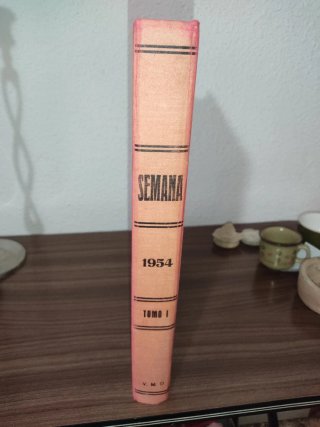 SEMANA
1954
TOMO I
V. M. O